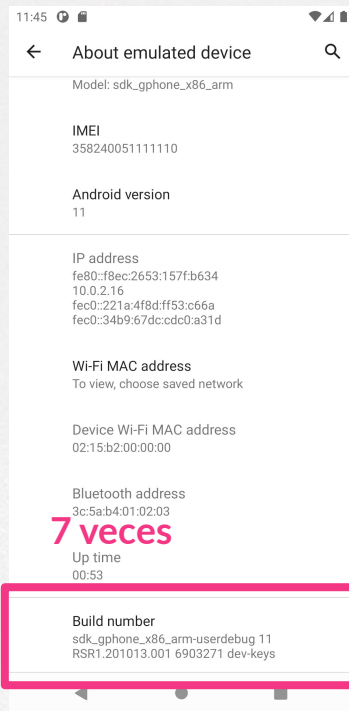 11:45
About emulated device
Model: sdk_gphone_x86_arm
IMEI
358240051111110
Android version
11
IP address
fe80::f8ec:2653:157f:b634
10.0.2.16
fec0::221a:4f8d:ff53:c66a
fec0::34b9:67dc:cdc0:a31d
Wi-Fi MAC address
To view, choose saved network
Device Wi-Fi MAC address
02:15:b2:00:00:00
Bluetooth address
3c:5a:b4:01:02:03
7 veces
Up time
00:53
Build number
sdk_gphone_x86_arm-userdebug 11
RSR1.201013.001 6903271 dev-keys